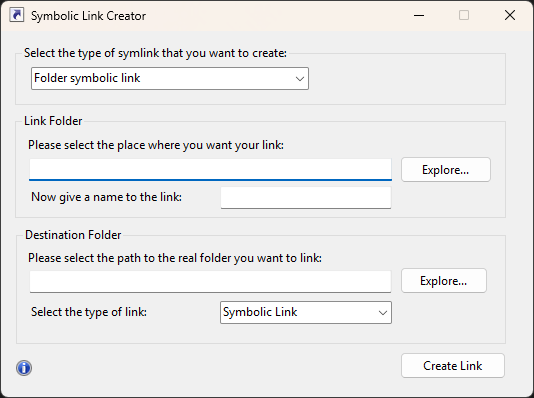 Symbolic Link Creator
Select the type of symlink that you want to create:
Folder symbolic link
Link Folder
Please select the place where you want your link:
Explore...
Now give a name to the link:
Destination Folder
Please select the path to the real folder you want to link:
Explore...
Select the type of link:
Symbolic Link
Create Link